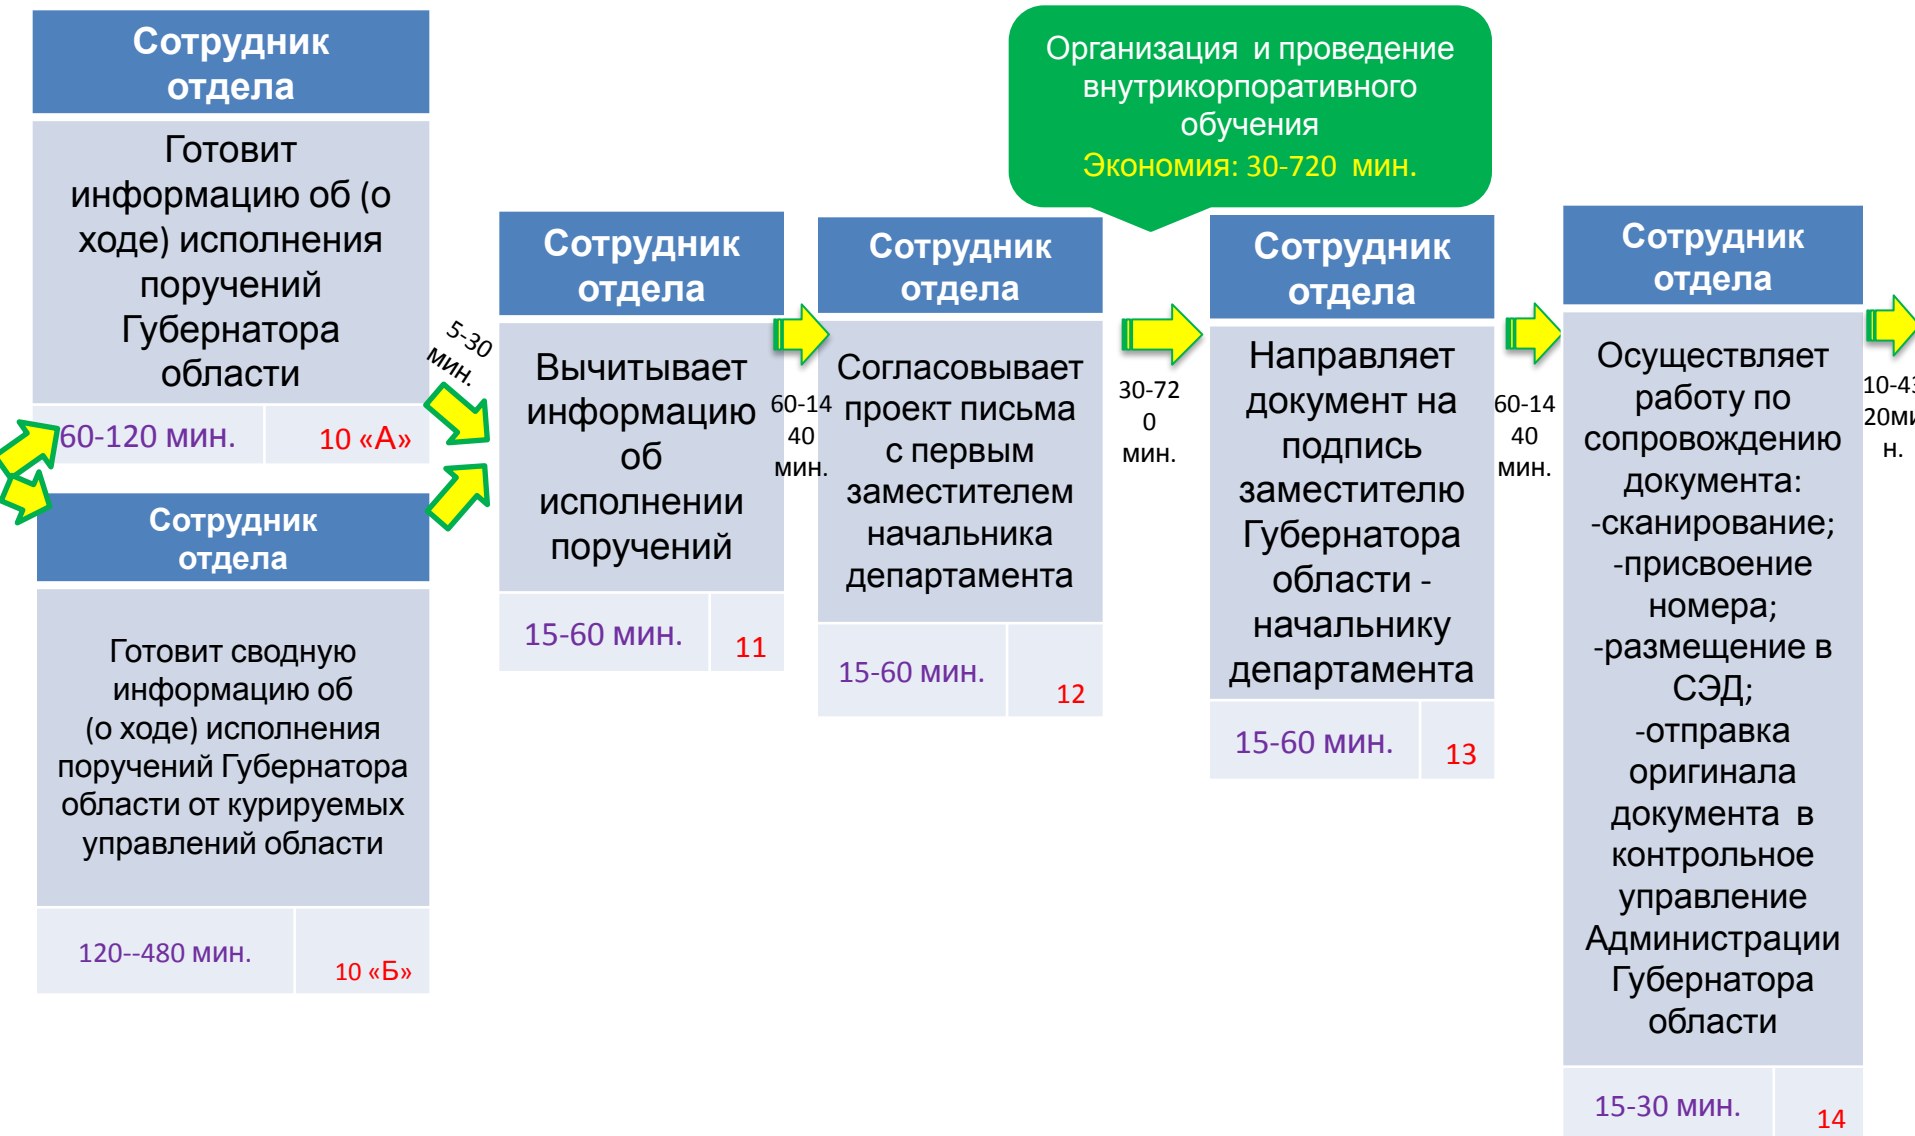 Сотрудник
отдела
Готовит
информацию об (о
ходе) исполнения
поручений
Губернатора
области
60-120 мин.
10 «А»
Сотрудник
отдела
Готовит сводную
информацию об
(о ходе) исполнения
поручений Губернатора
области от курируемых
управлений области
120--480 мин.
10 «Б»
5-30
мин.
Сотрудник
отдела
Вычитывает
информацию
об
исполнении
поручений
15-60 мин.
11
60-14
40
мин.
Сотрудник
отдела
Согласовывает
проект письма
с первым
заместителем
начальника
департамента
15-60 мин.
12
Организация и проведение
внутрикорпоративного
обучения
Экономия: 30-720 мин.
30-72
0
мин.
Сотрудник
отдела
Направляет
документ на
подпись
заместителю
Губернатора
области -
начальнику
департамента
15-60 мин.
13
60-14
40
мин.
Сотрудник
отдела
Осуществляет
работу по
сопровождению
документа:
-сканирование;
-присвоение
номера;
-размещение в
СЭД;
-отправка
оригинала
документа в
контрольное
управление
Администрации
Губернатора
области
15-30 мин.
14
10-43
20ми
н.